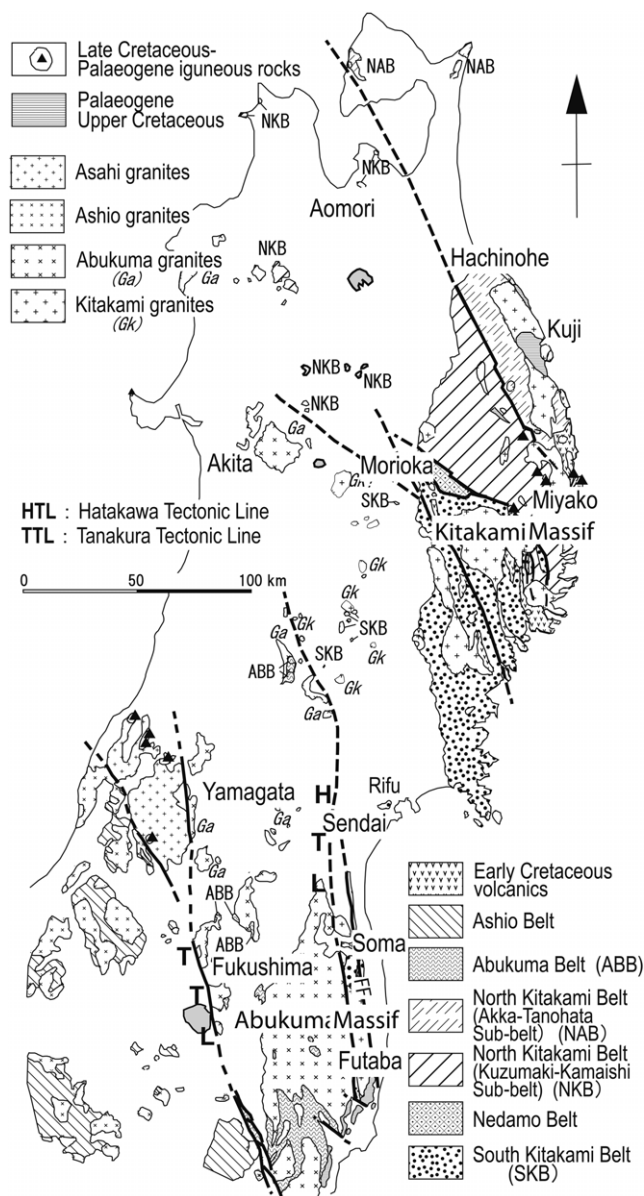 Late Cretaceous-
Palaeogene iguneous rocks
Palaeogene
Upper Cretaceous
Asahi granites
Ashio granites
Abukuma granites
(Ga)
Kitakami granites
(Gk)
NAB
NAB
NKB
NKB
Aomori
NKB
Ga
Hachinohe
Kuji
NKB
NKB
NKB
Ga
Akita
Morioka
SKB
Miyako
Kitakami Massif
HTL : Hatakawa Tectonic Line
TTL : Tanakura Tectonic Line
0 50 100 km
Gk
Ga
Gk
SKB
Gk
ABB
SKB
Gk
Ga
Yamagata
H
Rifu
Ga
Ga
T
Sendai
Ga
L
ABB
Soma
T
ABB
Fukushima
FF
T
L
Abukuma Massif
Futaba
Early Cretaceous
volcanics
Ashio Belt
Abukuma Belt (ABB)
North Kitakami Belt
(Akka-Tanohata
Sub-belt) (NAB)
North Kitakami Belt
(Kuzumaki-Kamaishi
Sub-belt) (NKB)
Nedamo Belt
South Kitakami Belt
(SKB)